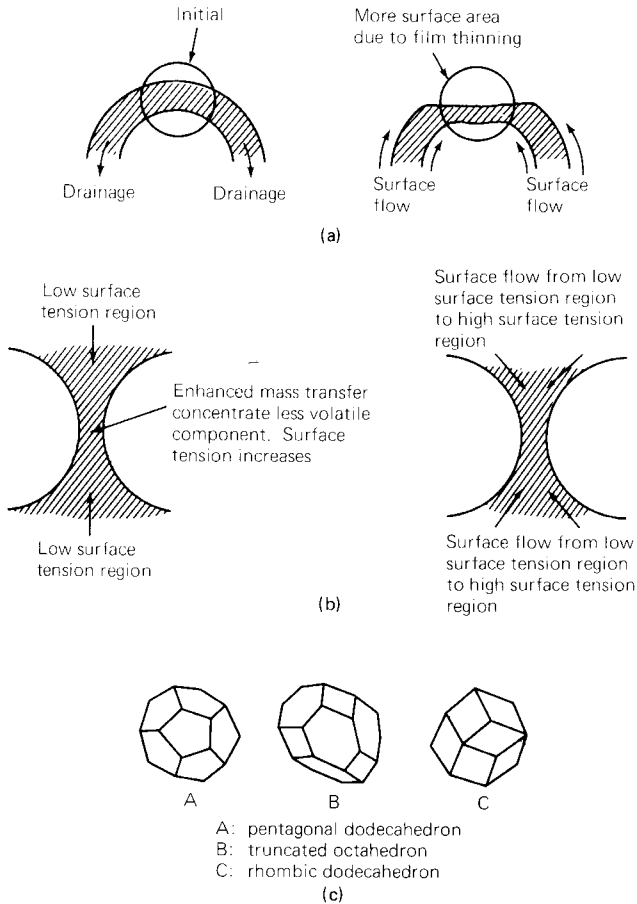 Initial
More surface area
due to film thinning
Drainage
Drainage
Surface
flow
Surface
flow
(a)
Low surface
tension region
Enhanced mass transfer
concentrate less volatile
component. Surface
tension increases
Low surface
tension region
Surface flow from low
surface tension region
to high surface tension
region
Surface flow from low
surface tension region
to high surface tension
region
(b)
A
B
C
A: pentagonal dodecahedron
B: truncated octahedron
C: rhombic dodecahedron
(c)